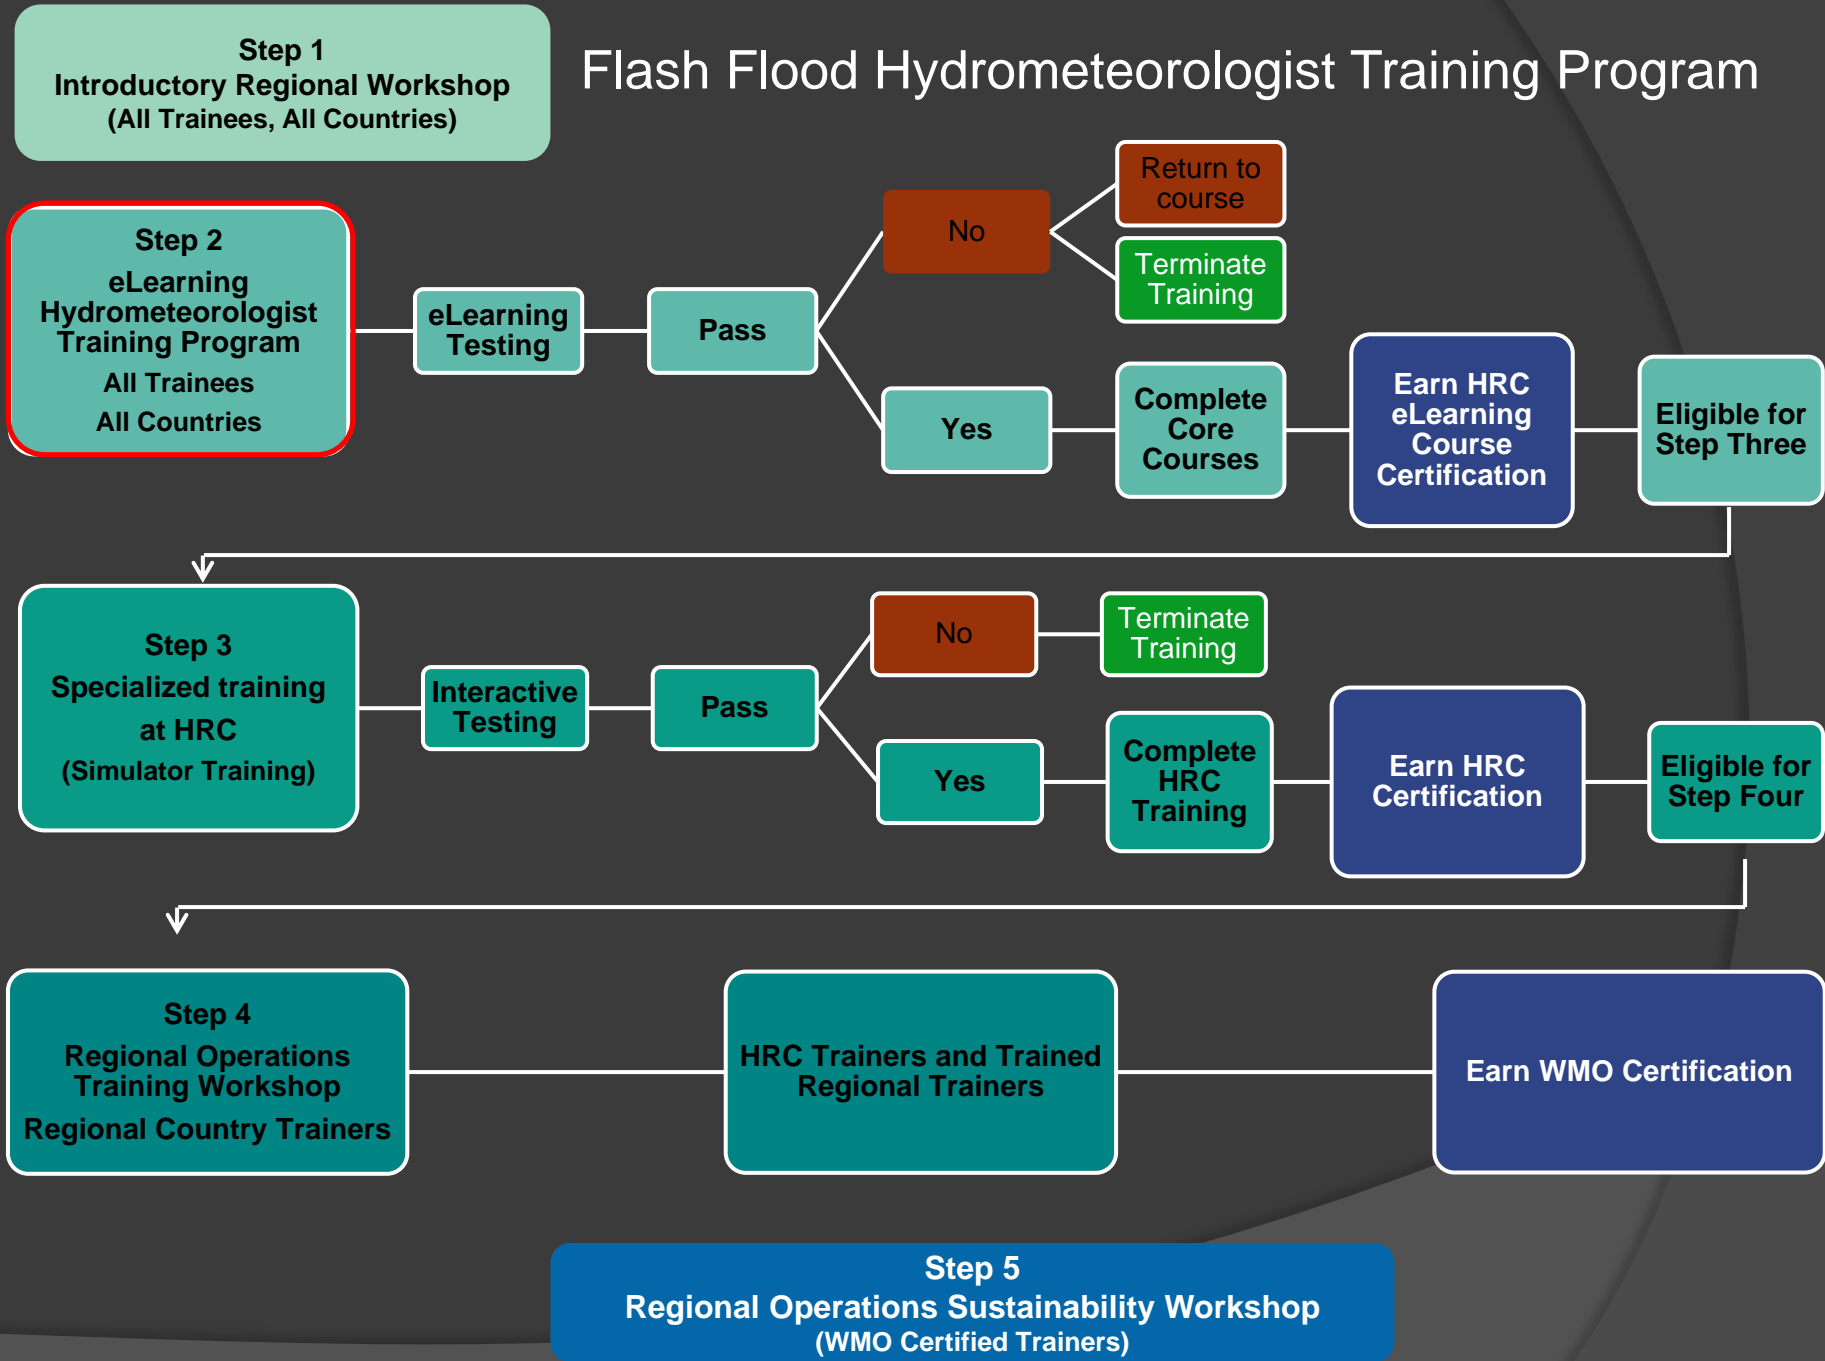 Step 1
Introductory Regional Workshop
(All Trainees, All Countries)
Flash Flood Hydrometeorologist Training Program
Step 2
eLearning
Hydrometeorologist
Training Program
All Trainees
All Countries
eLearning
Testing
Pass
No
Return to
course
Terminate
Training
Yes
Complete
Core
Courses
Earn HRC
eLearning
Course
Certification
Eligible for
Step Three
Step 3
Specialized training
at HRC
(Simulator Training)
Interactive
Testing
Pass
No
Terminate
Training
Yes
Complete
HRC
Training
Earn HRC
Certification
Eligible for
Step Four
Step 4
Regional Operations
Training Workshop
Regional Country Trainers
HRC Trainers and Trained
Regional Trainers
Earn WMO Certification
Step 5
Regional Operations Sustainability Workshop
(WMO Certified Trainers)